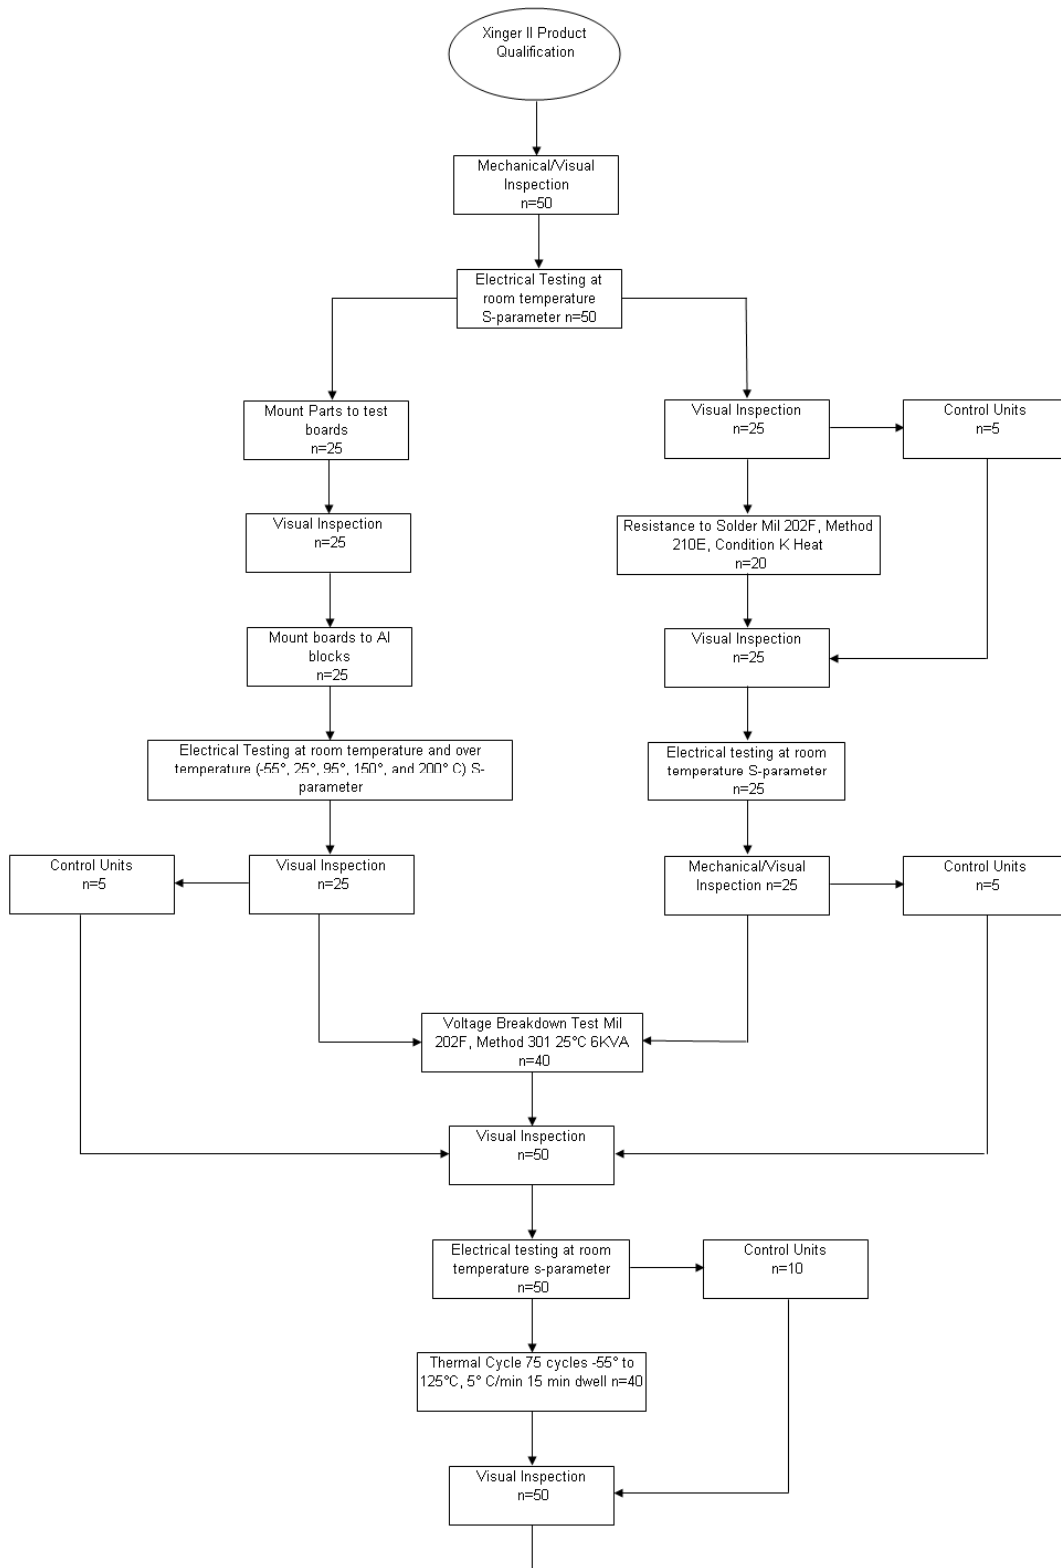 Xinger II Product
Qualification
Mechanical/Visual
Inspection
n=50
Electrical Testing at
room temperature
S-parameter n=50
Mount Parts to test
boards
n=25
Visual Inspection
n=25
Control Units
n=5
Visual Inspection
n=25
Resistance to Solder Mil 202F, Method
210E, Condition K Heat
n=20
Mount boards to Al
blocks
n=25
Visual Inspection
n=25
Electrical Testing at room temperature and over
temperature (-55°, 25°, 95°, 150°, and 200° C) S-
parameter
Electrical testing at room
temperature S-parameter
n=25
Control Units
n=5
Visual Inspection
n=25
Mechanical/Visual
Inspection n=25
Control Units
n=5
Voltage Breakdown Test Mil
202F, Method 301 25°C 6KVA
n=40
Visual Inspection
n=50
Electrical testing at room
temperature s-parameter
n=50
Control Units
n=10
Thermal Cycle 75 cycles -55° to
125°C, 5° C/min 15 min dwell n=40
Visual Inspection
n=50